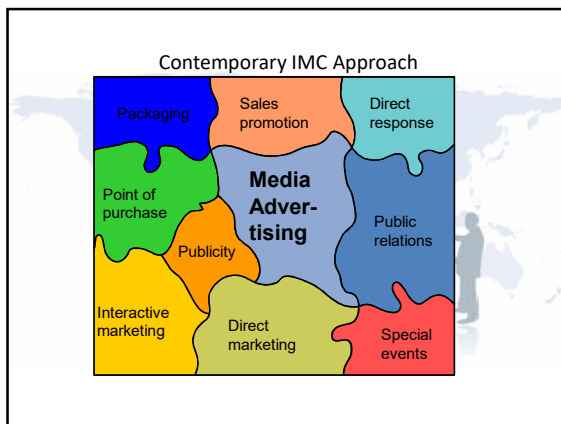 Contemporary IMC Approach
Packaging
Sales
promotion
Direct
response
Point of
purchase
Media
Adver-
tising
Public
relations
Publicity
Interactive
marketing
Direct
marketing
Special
events